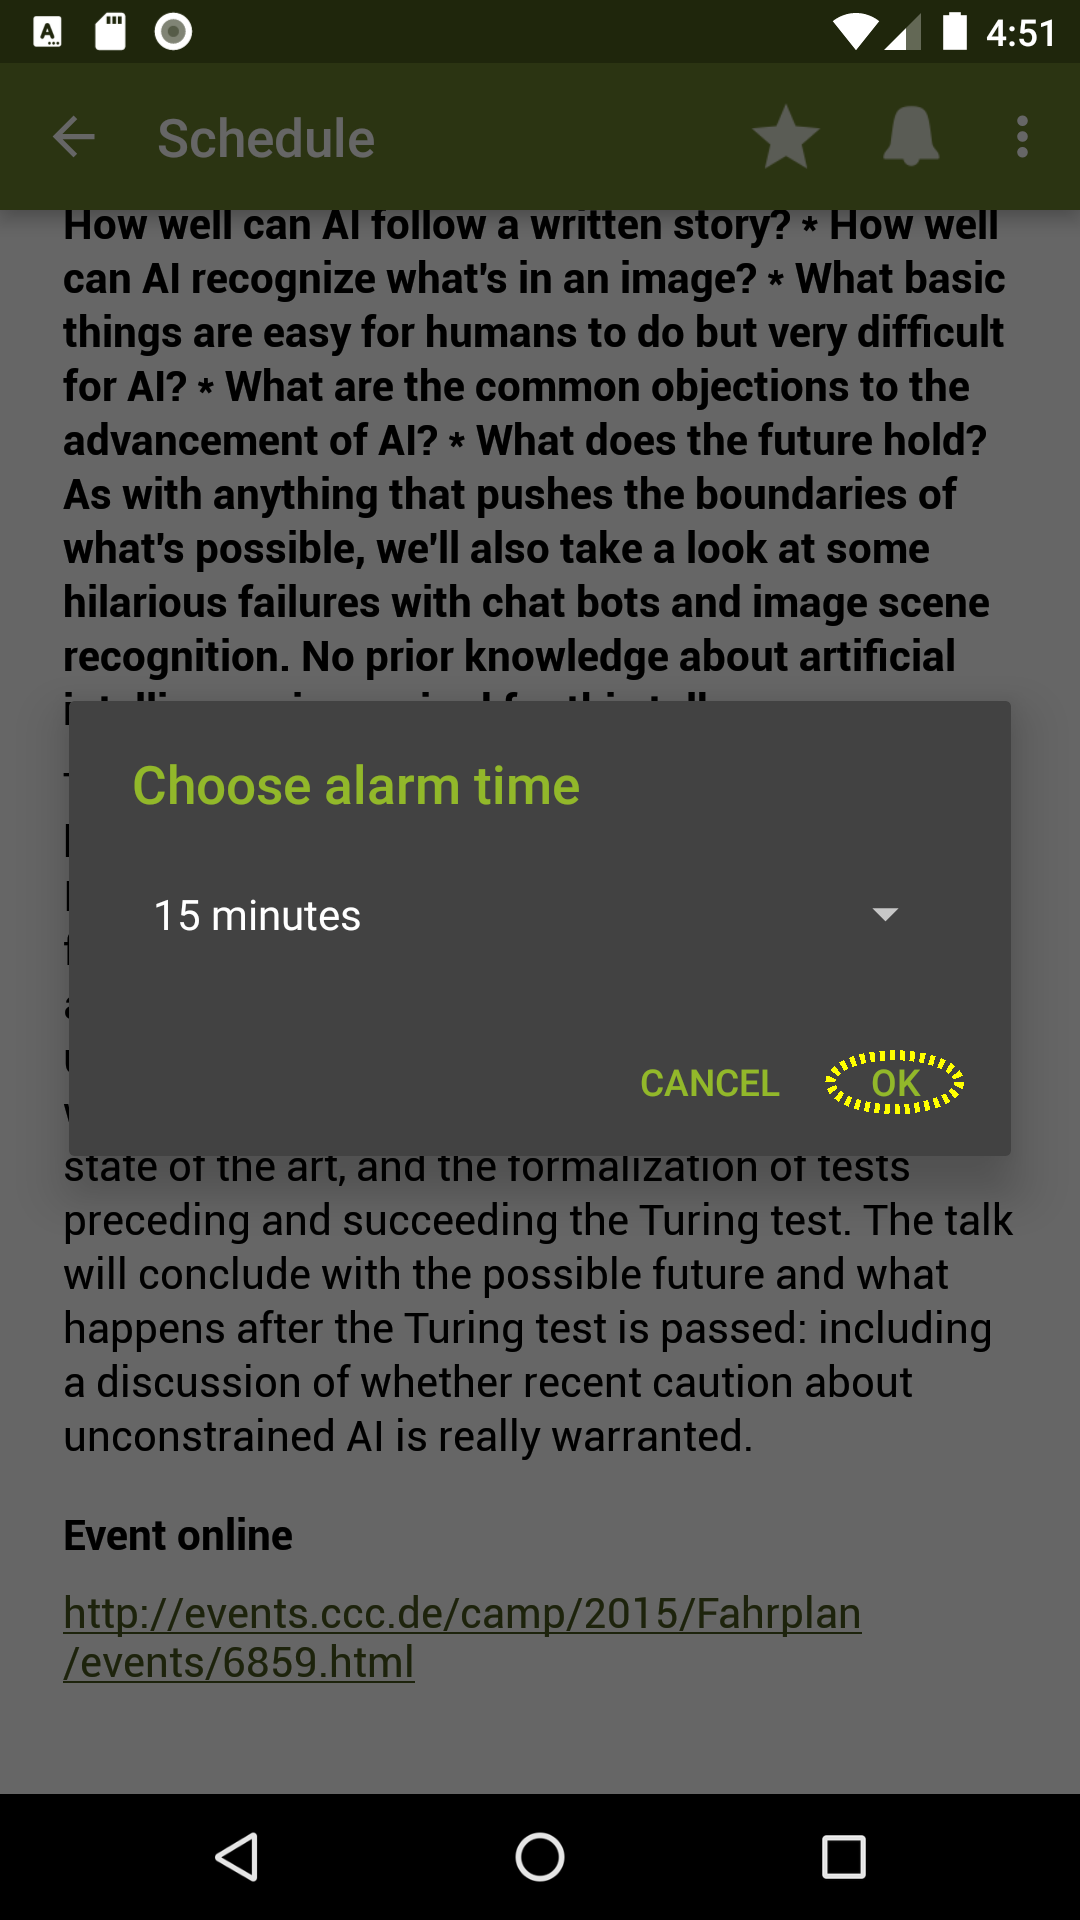 4:51
Schedule
How well can AI follow a written story? * How well
can AI recognize what's in an image? * What basic
things are easy for humans to do but very difficult
for AI? * What are the common objections to the
advancement of AI? * What does the future hold?
As with anything that pushes the boundaries of
what's possible, we'll also take a look at some
hilarious failures with chat bots and image scene
recognition. No prior knowledge about artificial
Choose alarm time
15 minutes
CANCEL OK
state of the art, and the formalization of tests
preceding and succeeding the Turing test. The talk
will conclude with the possible future and what
happens after the Turing test is passed: including
a discussion of whether recent caution about
unconstrained AI is really warranted.
Event online
http://events.ccc.de/camp/2015/Fahrplan
/events/6859.html